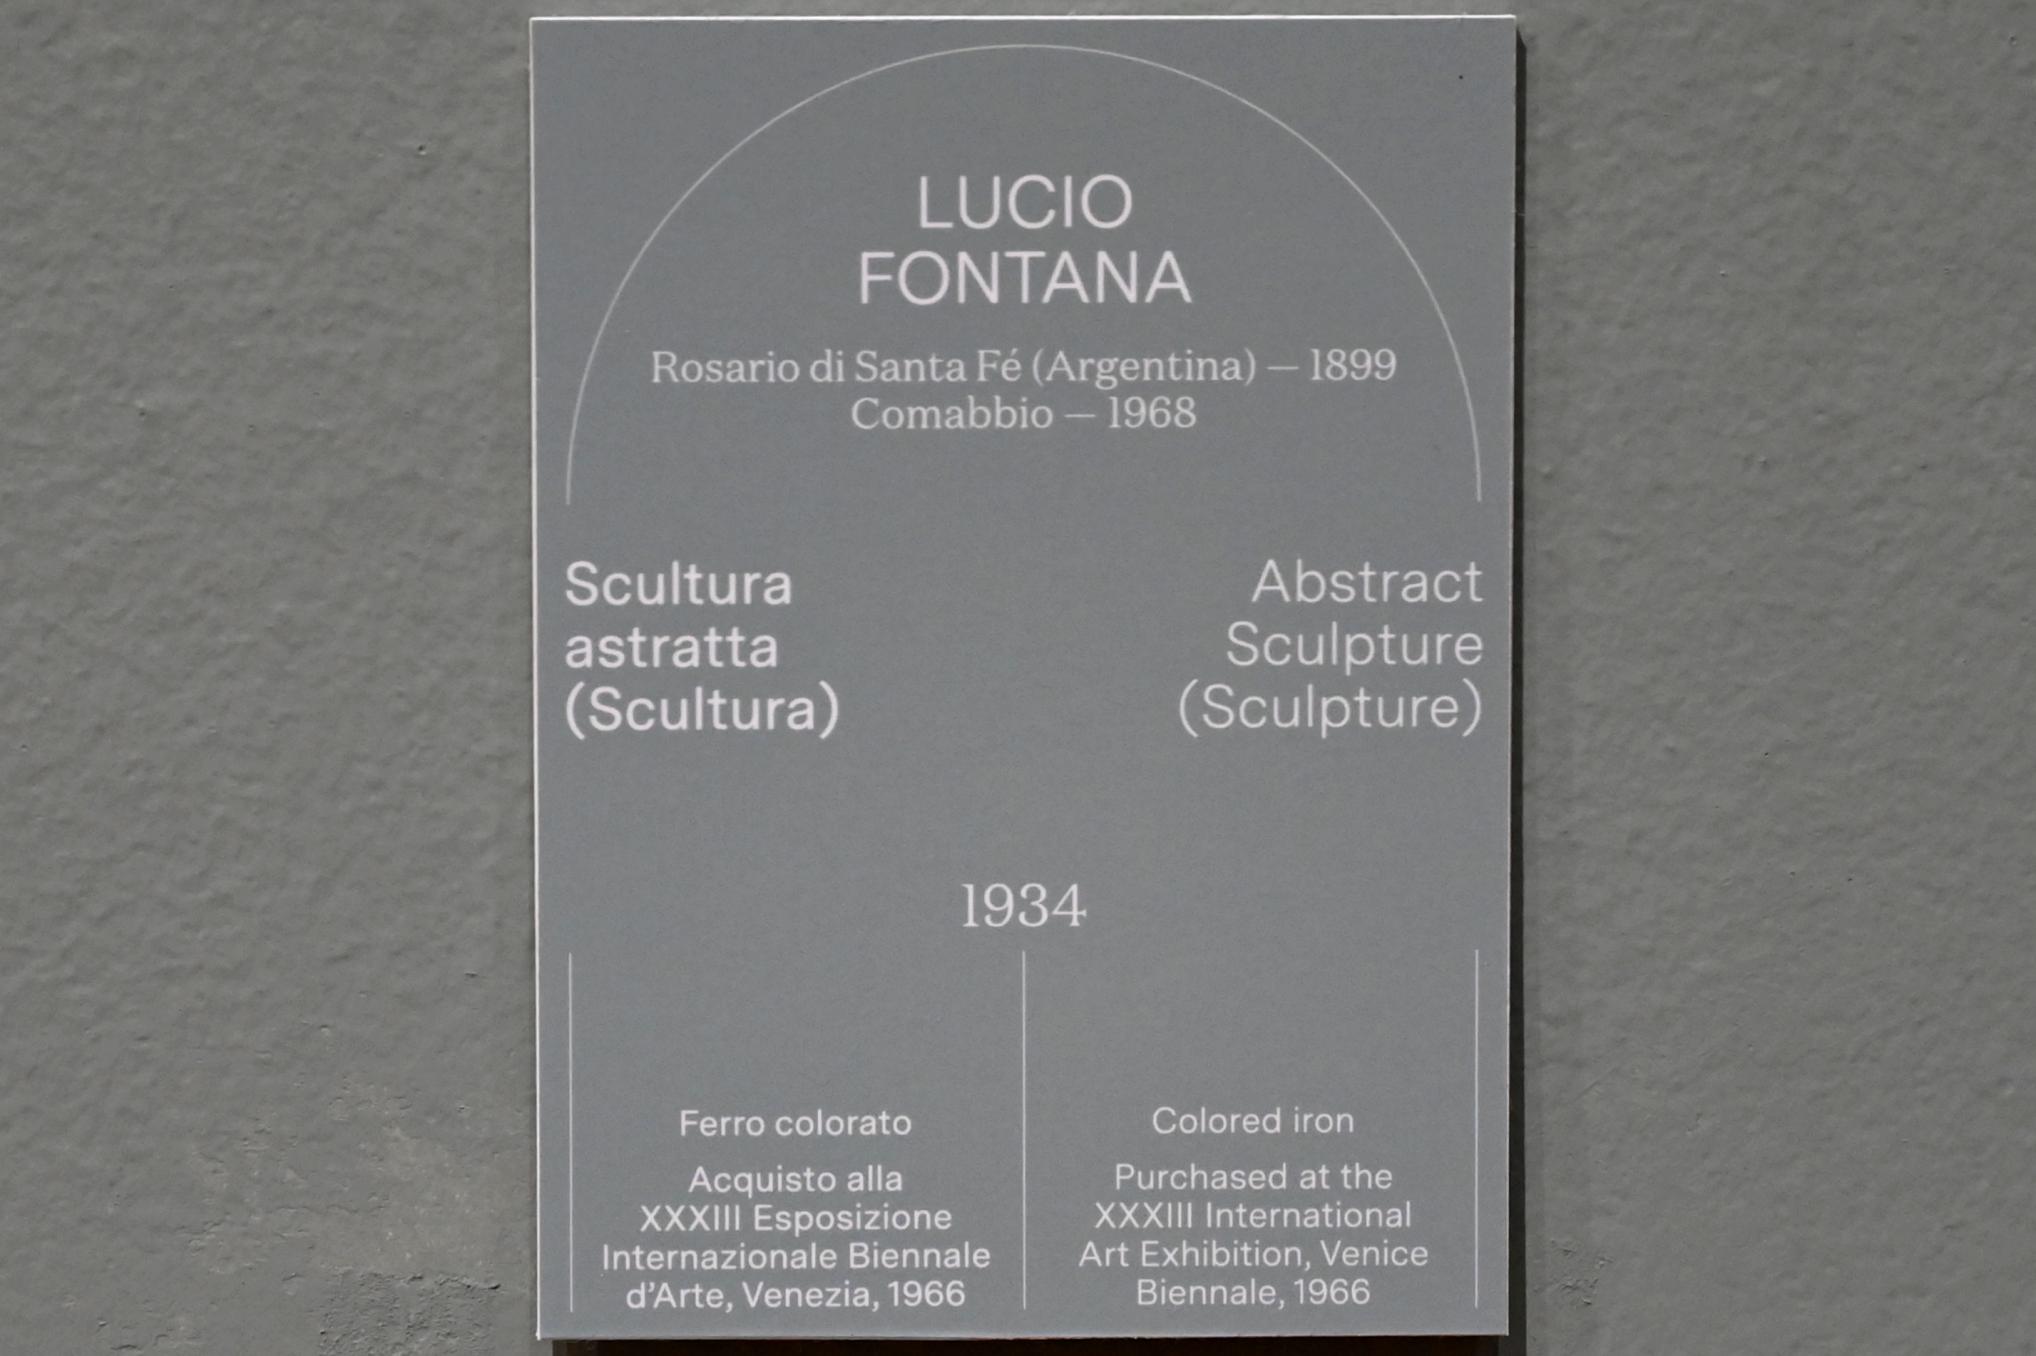 LUCIO
FONTANA
Rosario di Santa Fé (Argentina) — 1899
Comabbio — 1968
Scultura
astratta
(Scultura)
Abstract
Sculpture
(Sculpture)
1934
Ferro colorato
Acquisto alla
XXXIII Esposizione
Internazionale Biennale
d’Arte, Venezia, 1966
Colored iron
Purchased at the
XXXIII International
Art Exhibition, Venice
Biennale, 1966